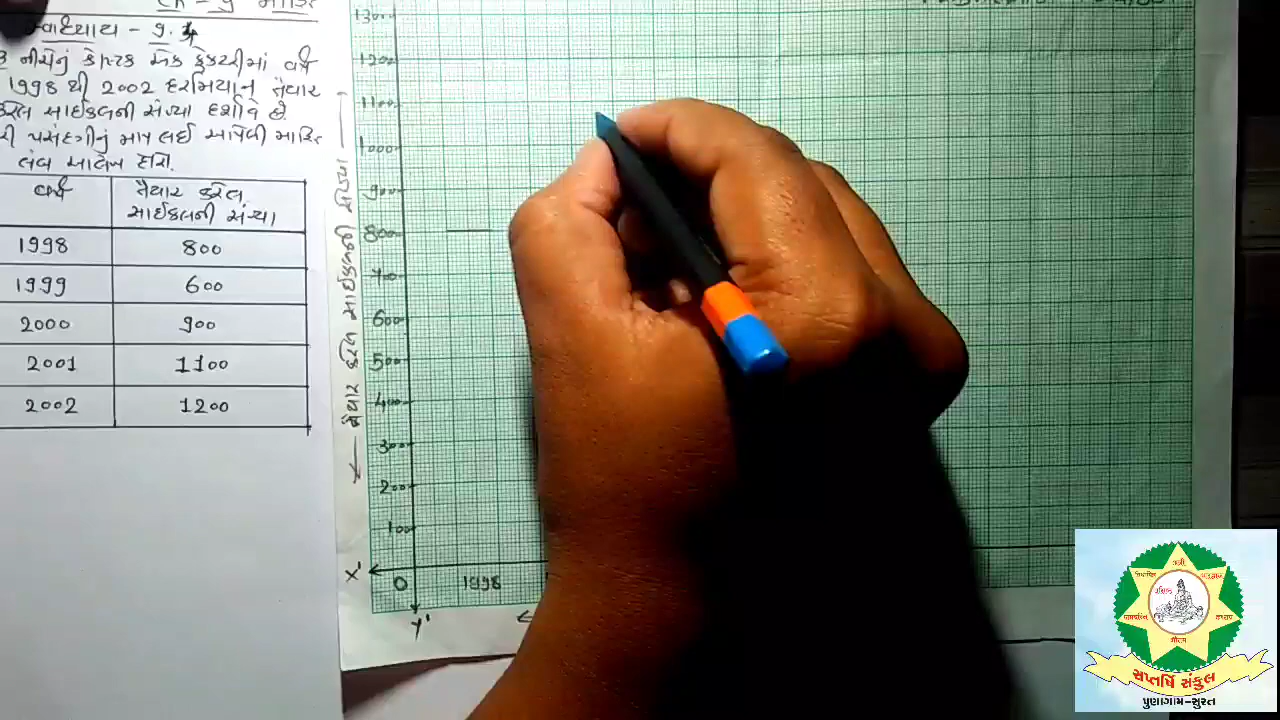 સ્વાધ્યાય - 9.4
નીચેનું કોષ્ટક એક ફેક્ટરીમાં વર્ષ
1998 થી 2002 દરમિયાન તૈયાર
કરેલ સાઈકલની સંખ્યા દર્શાવે છે.
પસંદગીનું માપ લઈ
લંબ આલેખ દોરો.
વર્ષ તૈયાર કરેલ
સાઈકલની સંખ્યા
1998 800
1999 600
2000 900
2001 1100
2002 1200
1300
1200
1100
1000
900
800
700
600
500
400
300
200
100
0
← તૈયાર કરેલ સાઈકલની સંખ્યા
X'
Y'
1998
સપ્તર્ષિ સંકુલ
પુણાગામ-સુરત